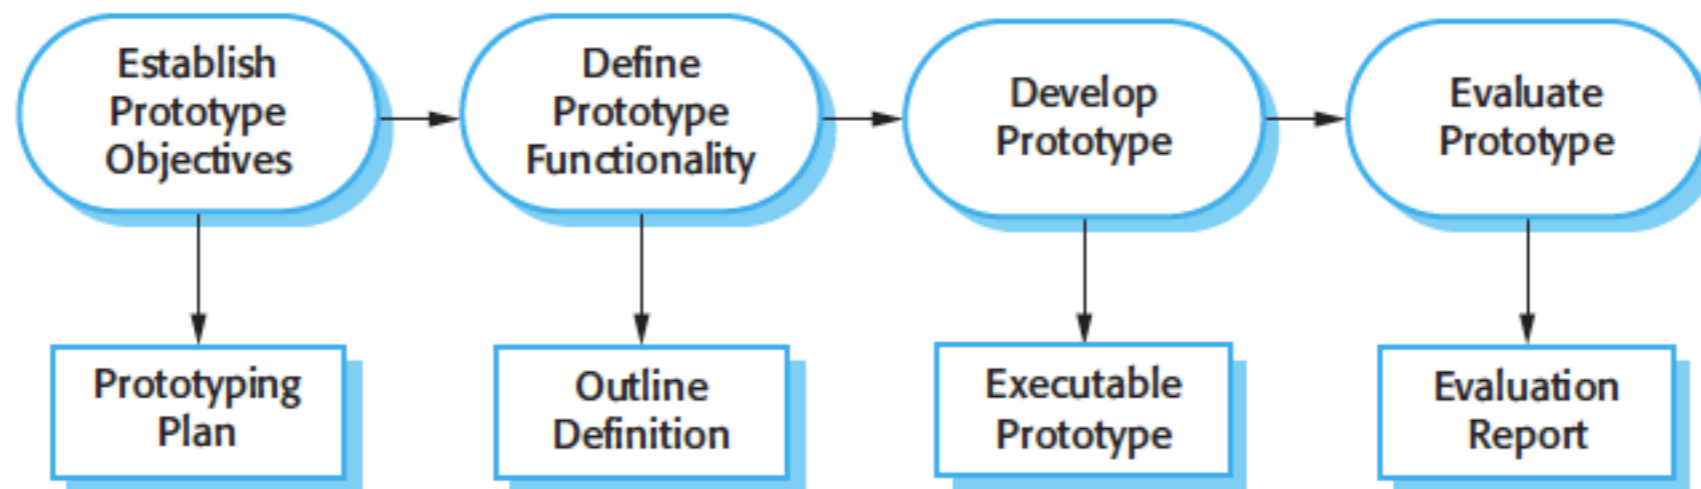 Establish
Prototype
Objectives
Define
Prototype
Functionality
Develop
Prototype
Evaluate
Prototype
Prototyping
Plan
Outline
Definition
Executable
Prototype
Evaluation
Report